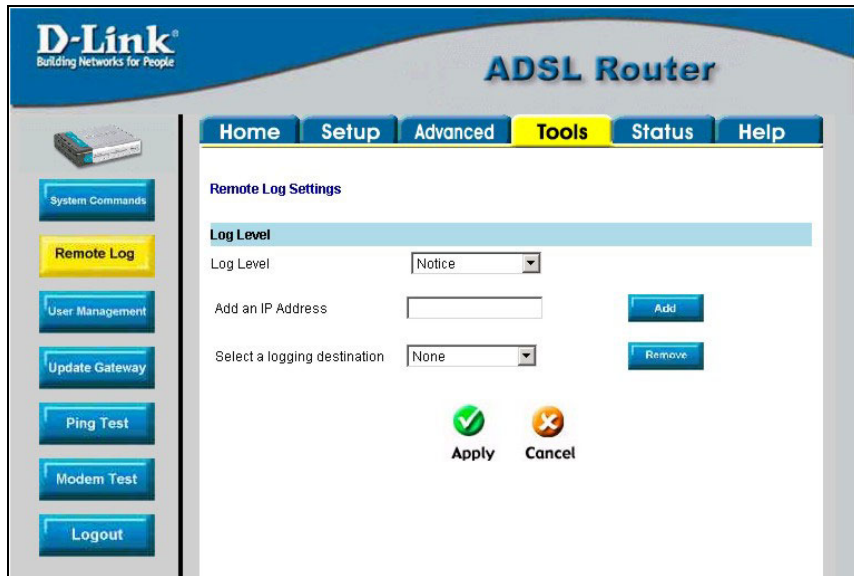 D-Link®
Building Networks for People
ADSL Router
Home Setup Advanced Tools Status Help
System Commands
Remote Log
User Management
Update Gateway
Ping Test
Modem Test
Logout
Remote Log Settings
Log Level
Log Level Notice
Add an IP Address Add
Select a logging destination None Remove
Apply Cancel